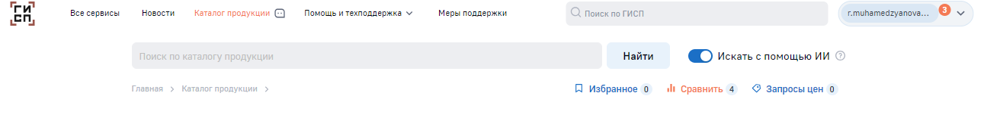 ГИСП Все сервисы Новости Каталог продукции Помощь и техподдержка Меры поддержки Поиск по ГИСП r.muhamedzyanova... 3
Поиск по каталогу продукции Найти Искать с помощью ИИ ?
Главная Каталог продукции Избранное 0 Сравнить 4 Запросы цен 0